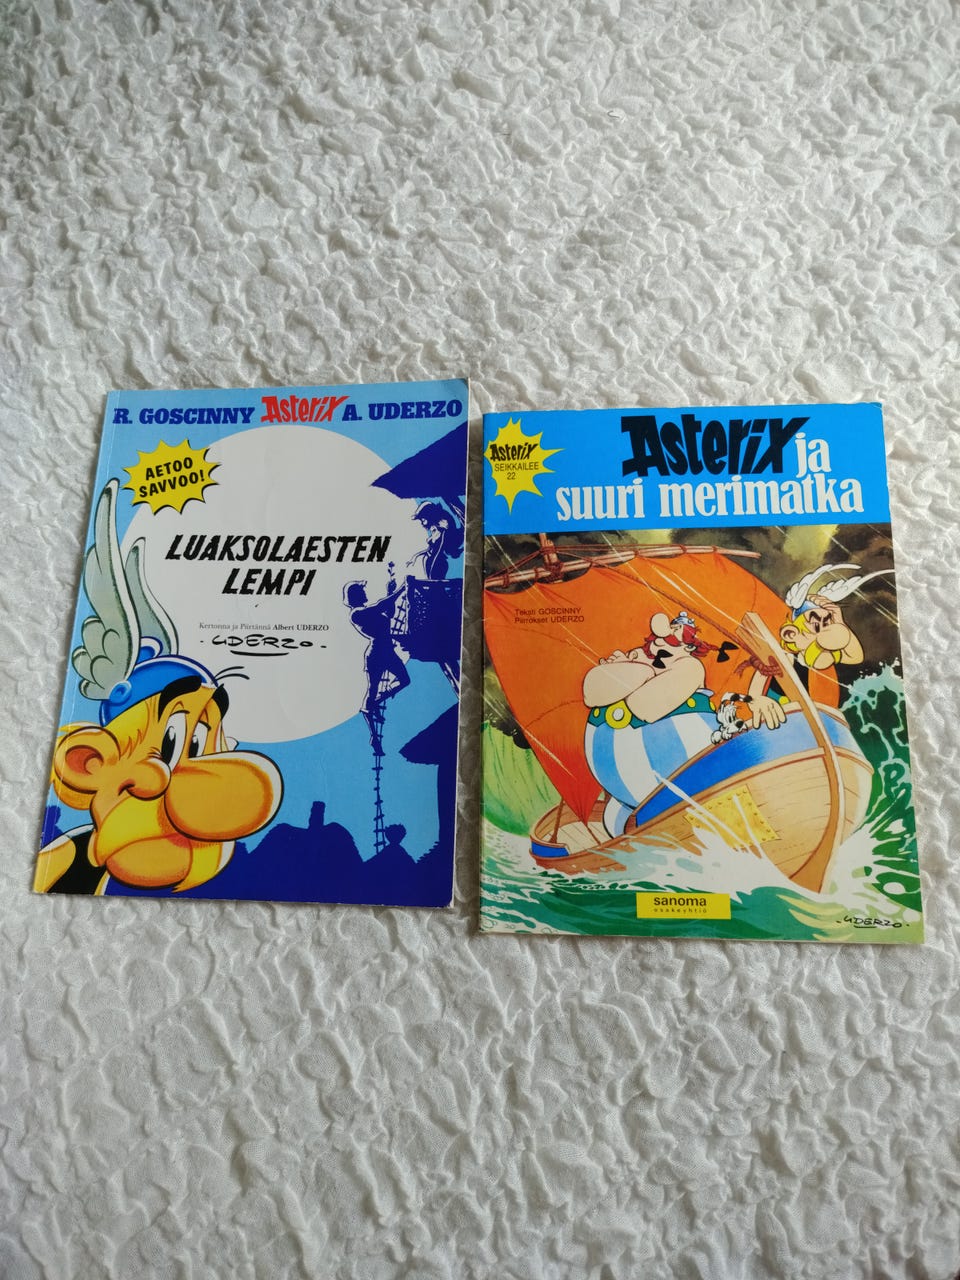 R. GOSCINNY Asterix A. UDERZO
AETOO
SAVVOO!
LUAKSOLAESTEN
LEMPI
Kertonna ja Piirtännä Albert UDERZO
-UDERZO-
Asterix
SEIKKAILEE
22
Asterix ja
suuri merimatka
Teksti GOSCINNY
Piirrokset UDERZO
sanoma
osakeyhtiö
-UDERZO-